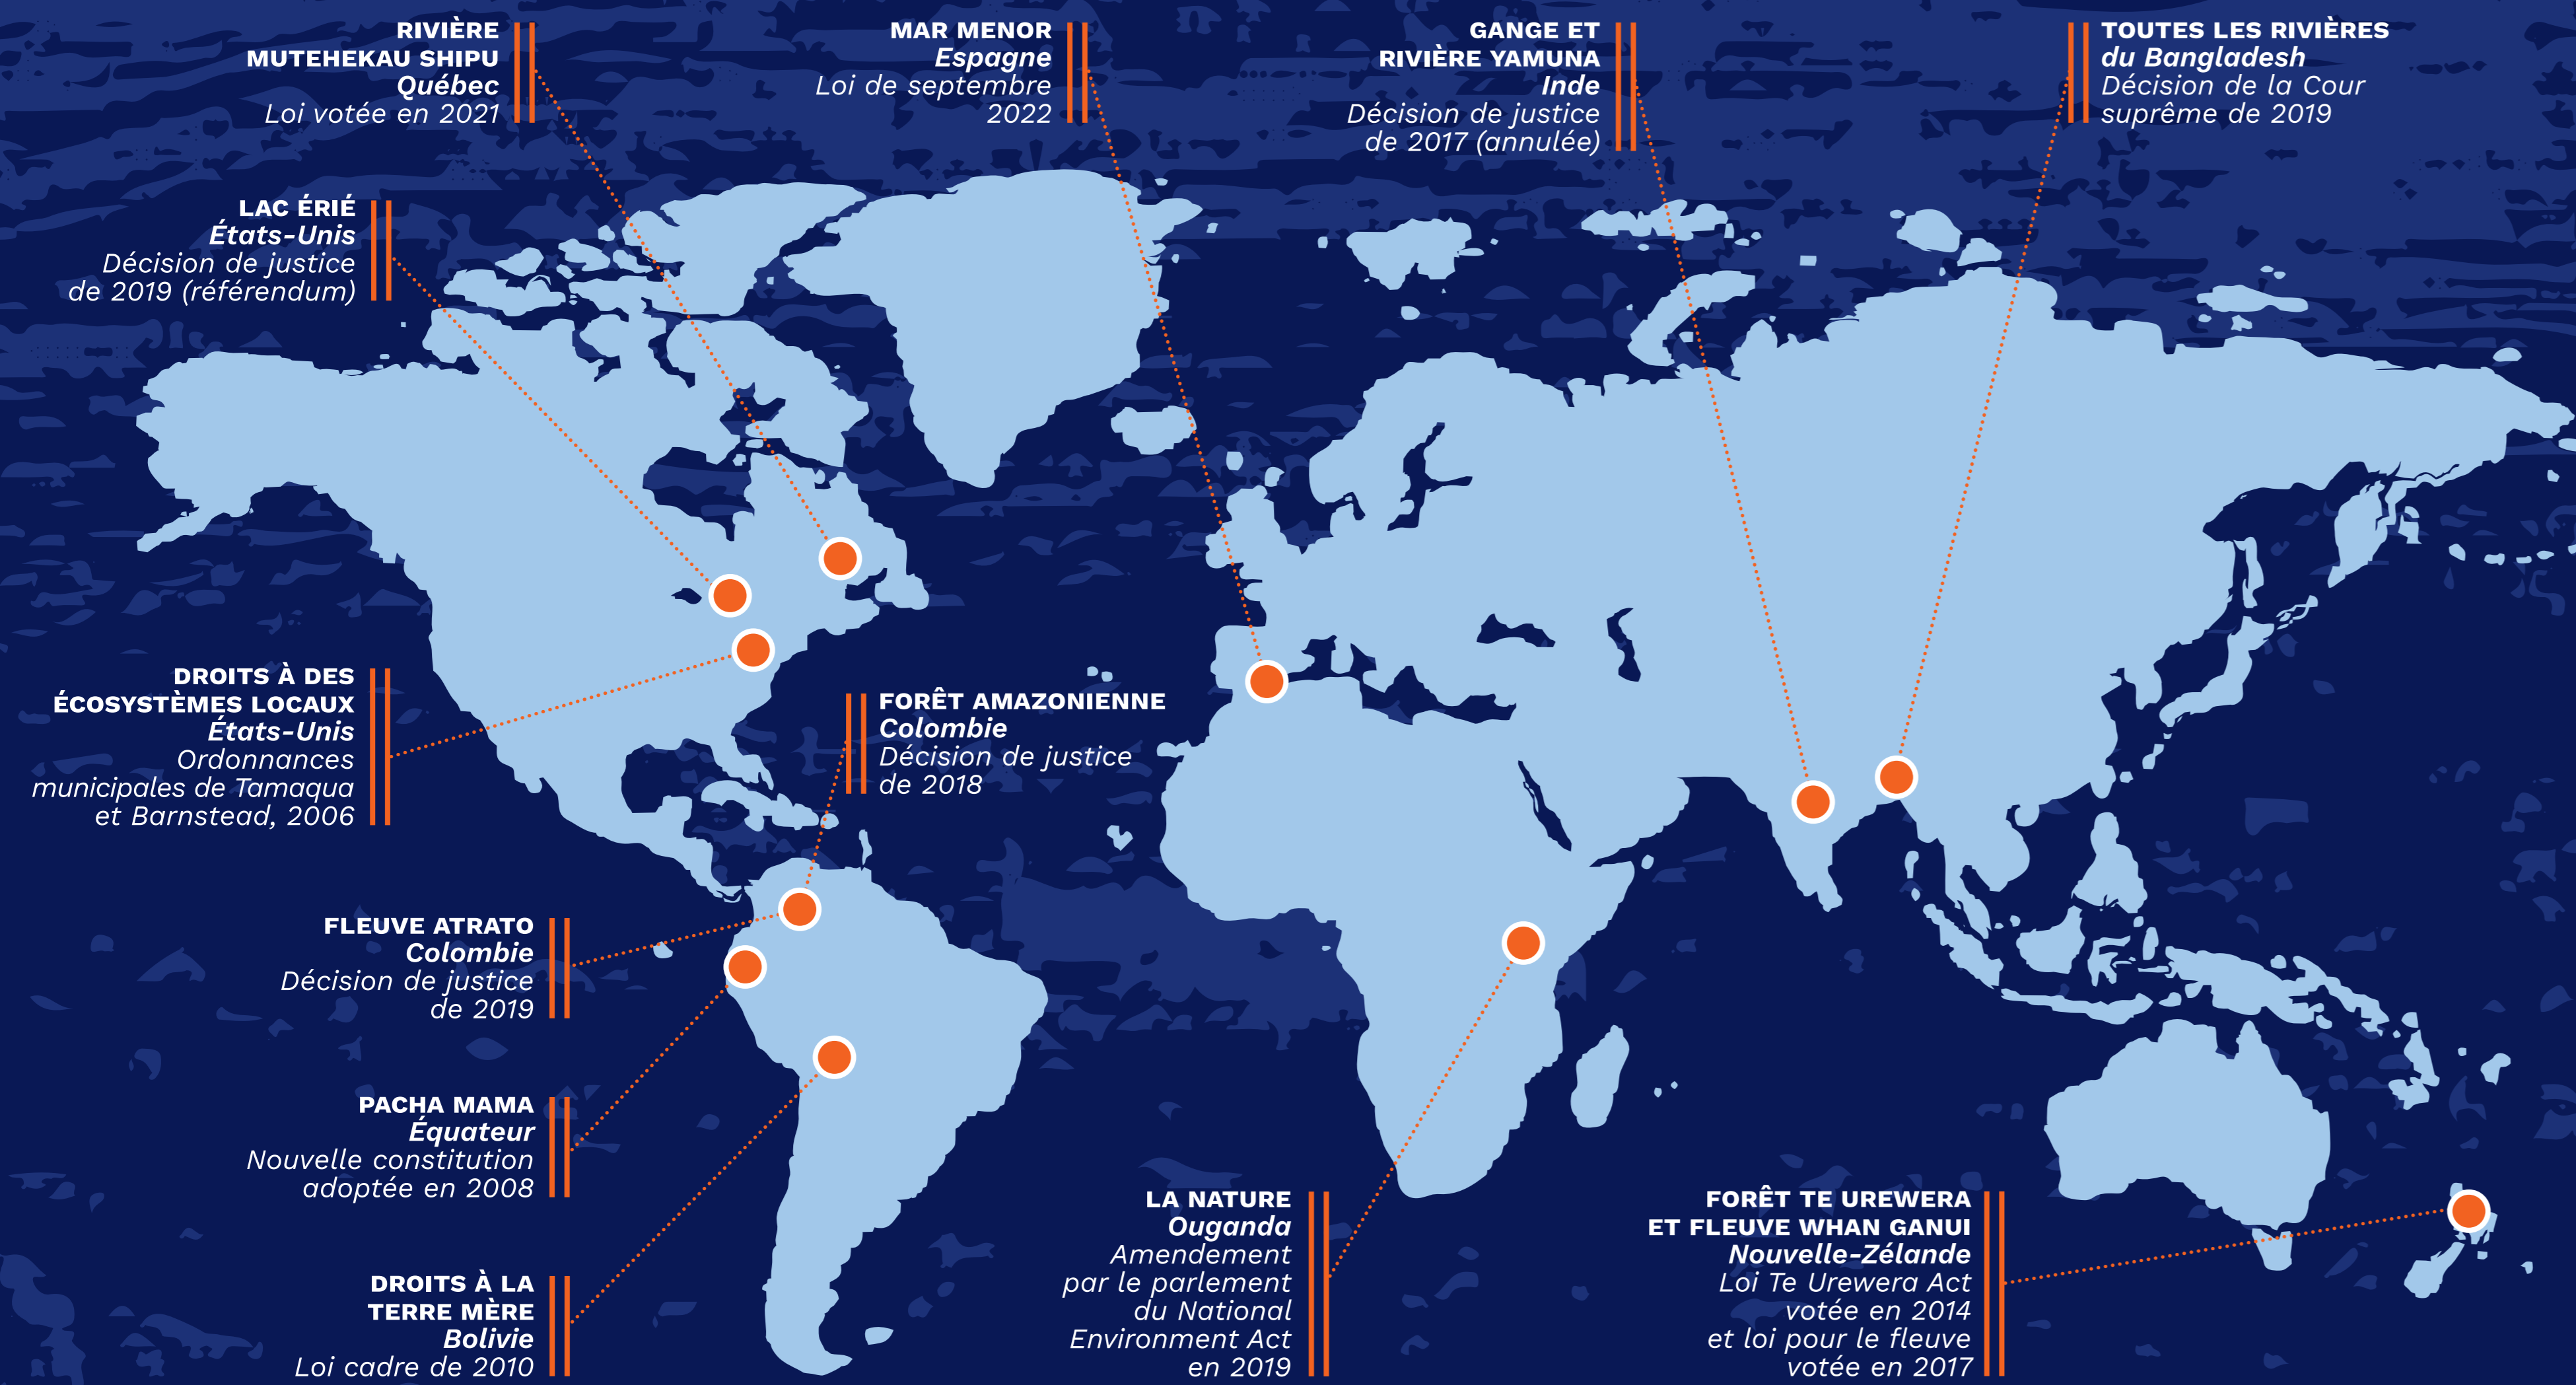 RIVIÈRE
MUTEHEKAU SHIPU
Québec
Loi votée en 2021
MAR MENOR
Espagne
Loi de septembre
2022
GANGE ET
RIVIÈRE YAMUNA
Inde
Décision de justice
de 2017 (annulée)
TOUTES LES RIVIÈRES
du Bangladesh
Décision de la Cour
suprême de 2019
LAC ÉRIÉ
États-Unis
Décision de justice
de 2019 (référendum)
DROITS À DES
ÉCOSYSTÈMES LOCAUX
États-Unis
Ordonnances
municipales de Tamaqua
et Barnstead, 2006
FORÊT AMAZONIENNE
Colombie
Décision de justice
de 2018
FLEUVE ATRATO
Colombie
Décision de justice
de 2019
PACHA MAMA
Équateur
Nouvelle constitution
adoptée en 2008
DROITS À LA
TERRE MÈRE
Bolivie
Loi cadre de 2010
LA NATURE
Ouganda
Amendement
par le parlement
du National
Environment Act
en 2019
FORÊT TE UREWERA
ET FLEUVE WHAN GANUI
Nouvelle-Zélande
Loi Te Urewera Act
votée en 2014
et loi pour le fleuve
votée en 2017